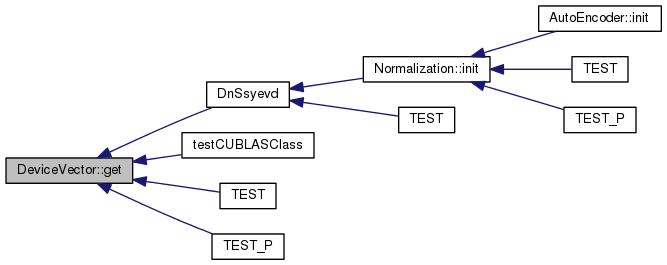 AutoEncoder::init
Normalization::init
TEST
DnSsyevd
TEST_P
TEST
testCUBLASClass
DeviceVector::get
TEST
TEST_P